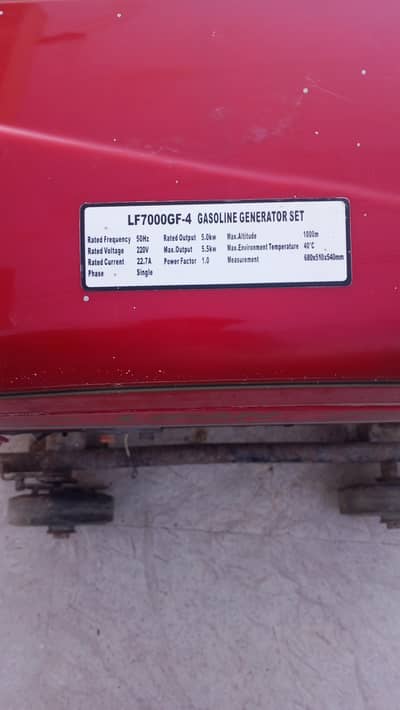 LF7000GF-4 GASOLINE GENERATOR SET
Rated Frequency 50Hz Rated Output 5.0kw Max.Altitude 1000m
Rated Voltage 220V Max.Output 5.5kw Max.Environment Temperature 40°C
Rated Current 22.7A Power Factor 1.0 Measurement 680x510x540mm
Phase Single